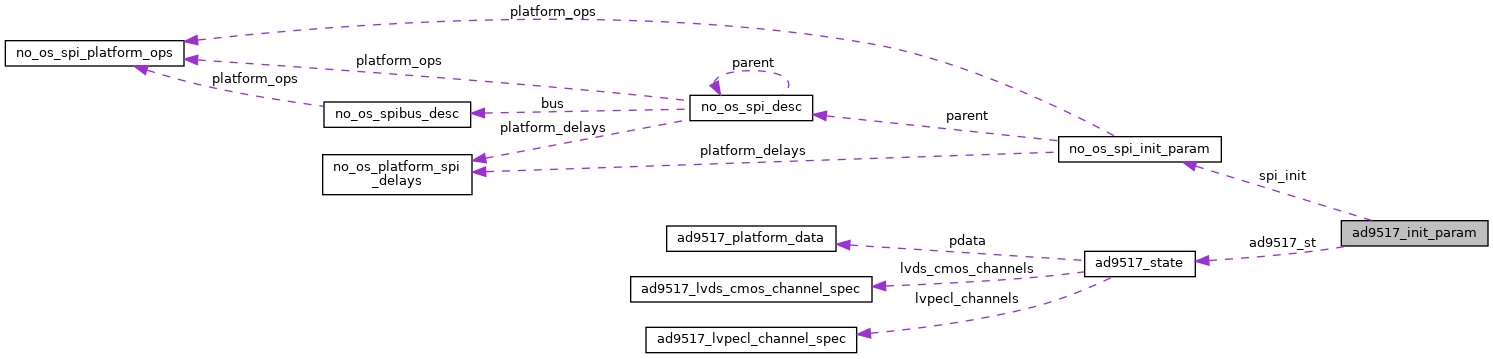 platform_ops
no_os_spi_platform_ops
platform_ops
parent
platform_ops
bus
no_os_spi_desc
no_os_spibus_desc
parent
platform_delays
no_os_spi_init_param
platform_delays
no_os_platform_spi
_delays
spi_init
ad9517_init_param
ad9517_platform_data
pdata
ad9517_st
ad9517_state
lvds_cmos_channels
ad9517_lvds_cmos_channel_spec
lvpecl_channels
ad9517_lvpecl_channel_spec